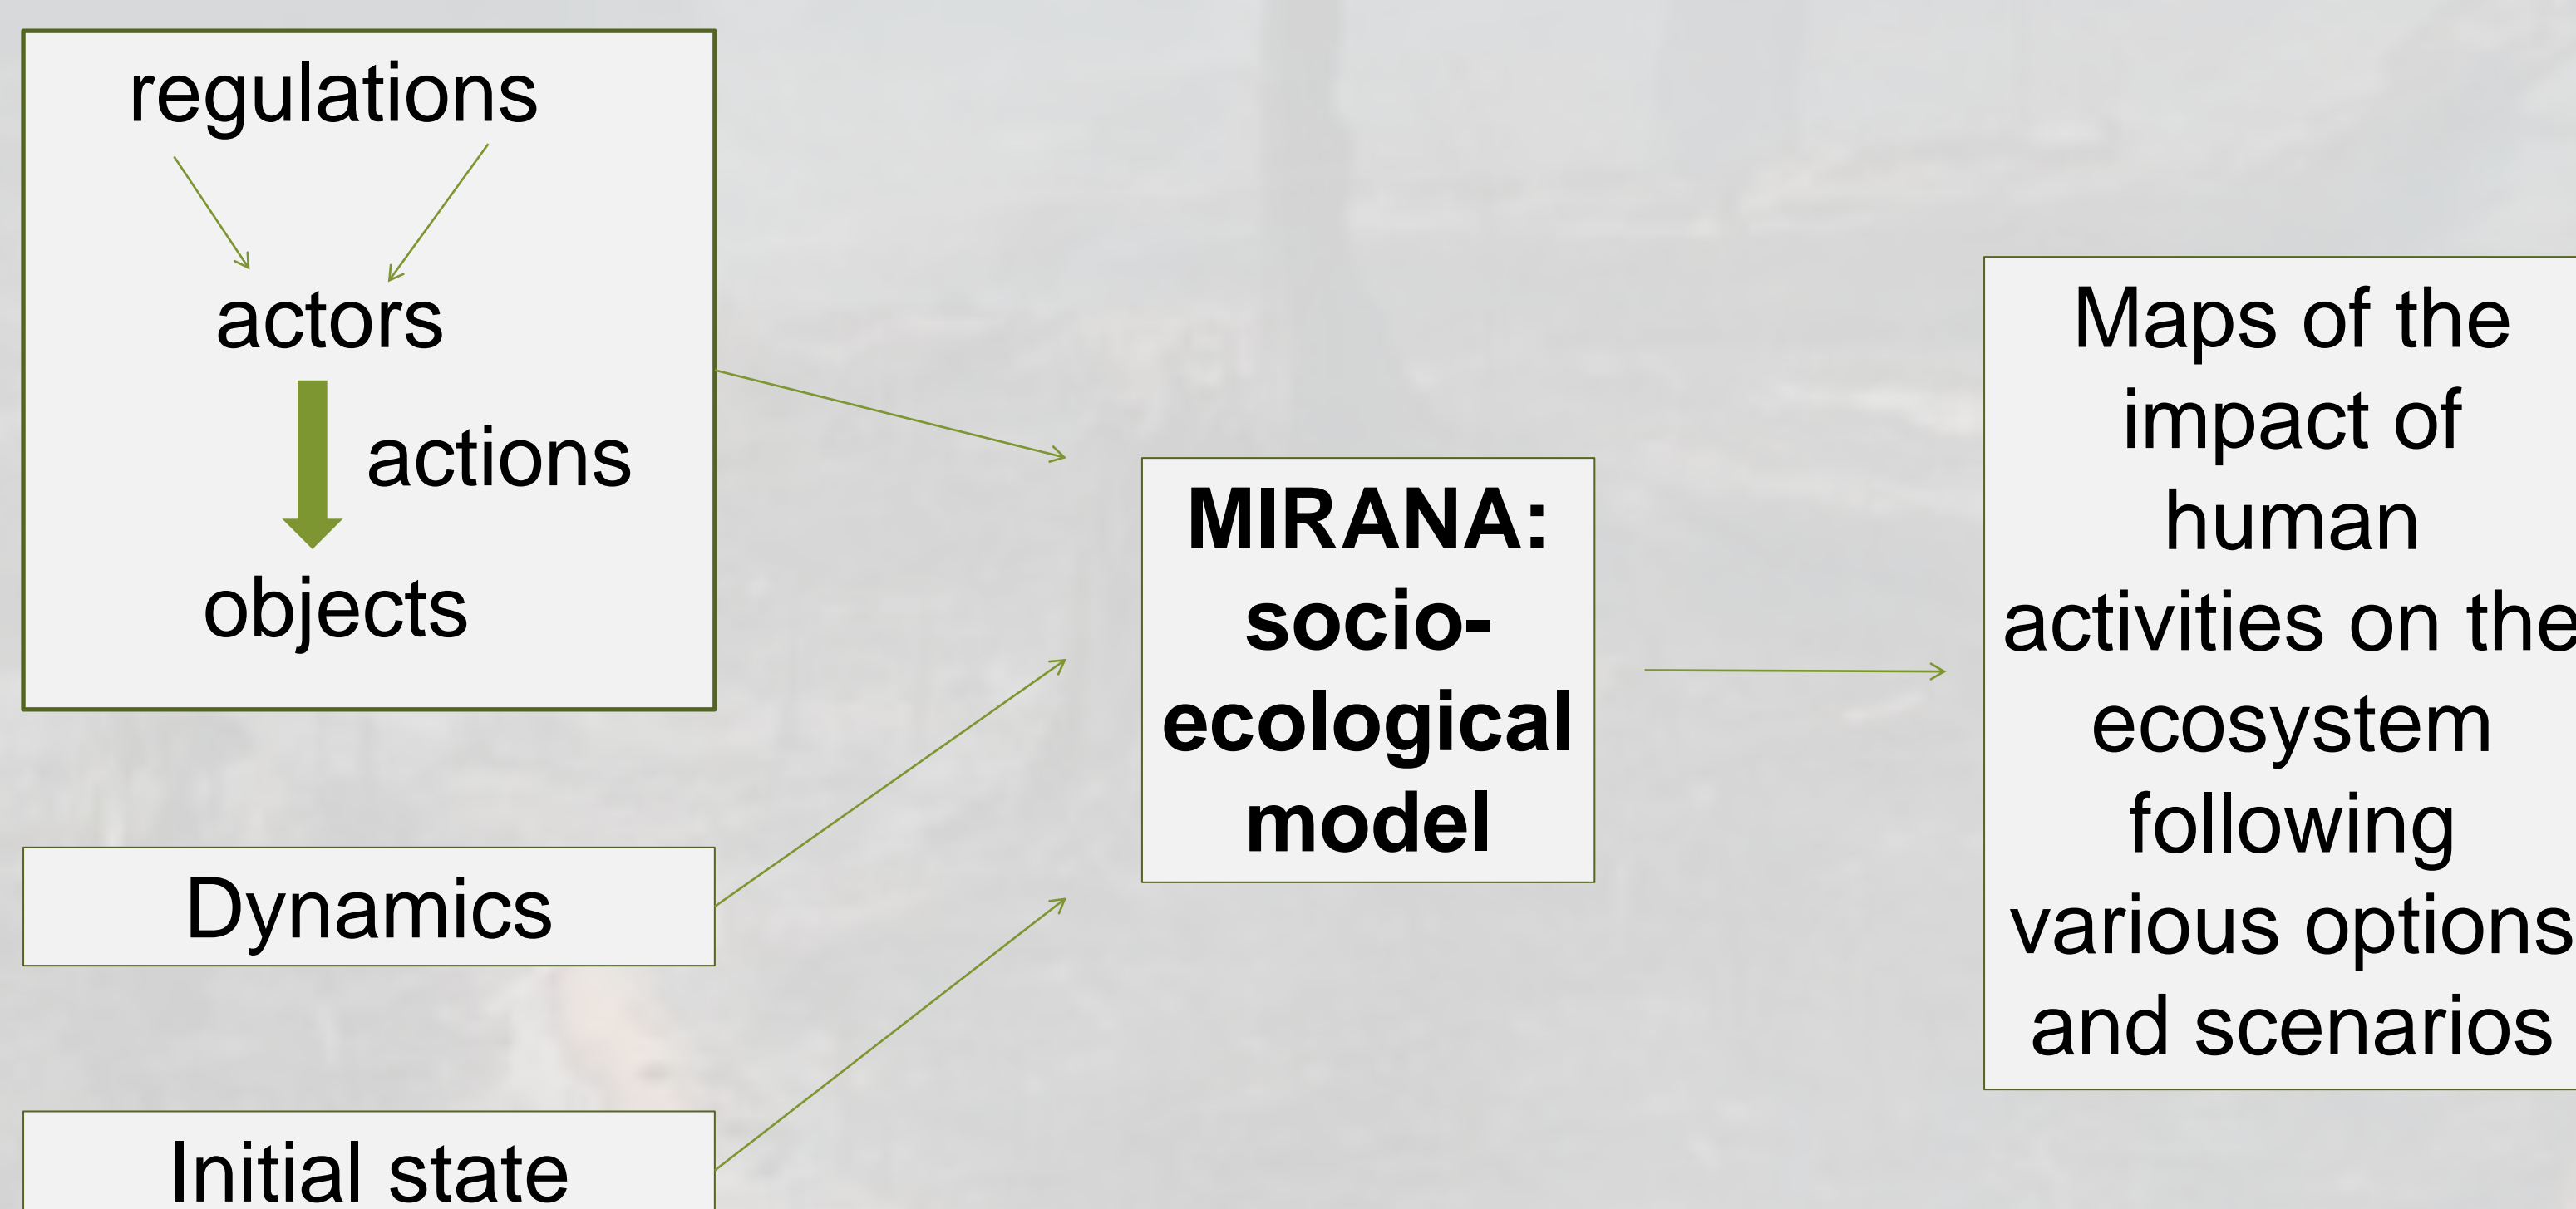 regulations
actors
actions
objects
Dynamics
Initial state
MIRANA:
socio-
ecological
model
Maps of the
impact of
human
activities on the
ecosystem
following
various options
and scenarios